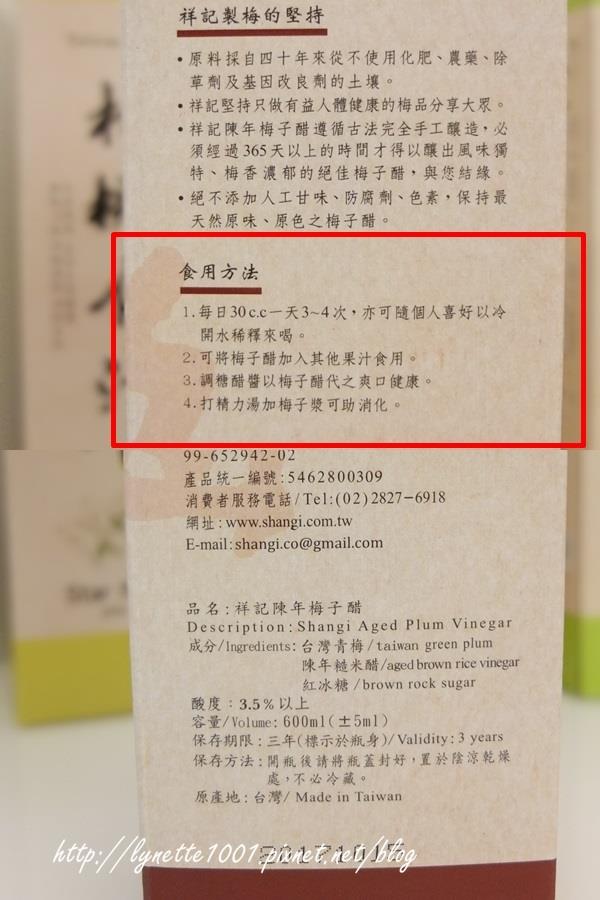 祥記製梅的堅持
•原料採自四十年來從不使用化肥、農藥、除
草劑及基因改良劑的土壤。
•祥記堅持只做有益人體健康的梅品分享大眾。
•祥記陳年梅子醋遵循古法完全手工釀造，必
須經過365天以上的時間才得以釀出風味獨
特、梅香濃郁的絕佳梅子醋，與您結緣。
•絕不添加人工甘味、防腐劑、色素，保持最
天然原味、原色之梅子醋。
食用方法
1.每日30c.c一天3~4次，亦可隨個人喜好以冷
開水稀釋來喝。
2.可將梅子醋加入其他果汁食用。
3.調糖醋醬以梅子醋代之爽口健康。
4.打精力湯加梅子漿可助消化。
99-652942-02
產品統一編號:5462800309
消費者服務電話/Tel:(02)2827-6918
網址:www.shangi.com.tw
E-mail:shangi.co@gmail.com
品名:祥記陳年梅子醋
Description:Shangi Aged Plum Vinegar
成分/Ingredients:台灣青梅/taiwan green plum
陳年糙米醋/aged brown rice vinegar
紅冰糖/brown rock sugar
酸度:3.5%以上
容量/Volume:600ml(±5ml)
保存期限:三年(標示於瓶身)/Validity:3 years
保存方法:開瓶後請將瓶蓋封好,置於陰涼乾燥
處,不必冷藏。
原產地:台灣/Made in Taiwan
http://lynette1001.pixnet.net/blog